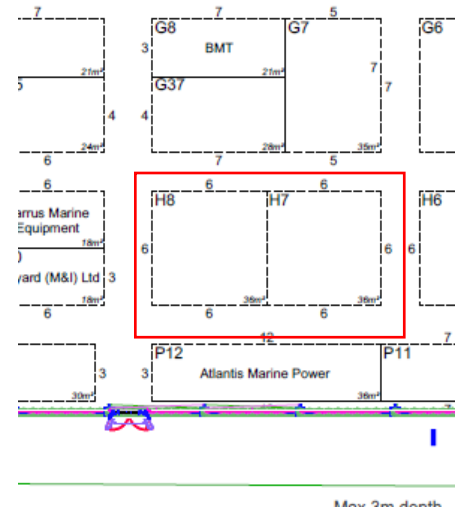 7 7 5
G8 G7 G6
3 BMT
7
21m² 21m² 7
G37
4 4
24m² 28m² 35m²
6 7 5
6 6 6
H8 H7 H6
arrus Marine
Equipment
18m²
6 6 6
yard (M&I) Ltd 3
18m² 36m² 36m²
6 6 6
12 7
P12 P11
3 3 Atlantis Marine Power
30m² 36m²
Max 3m depth